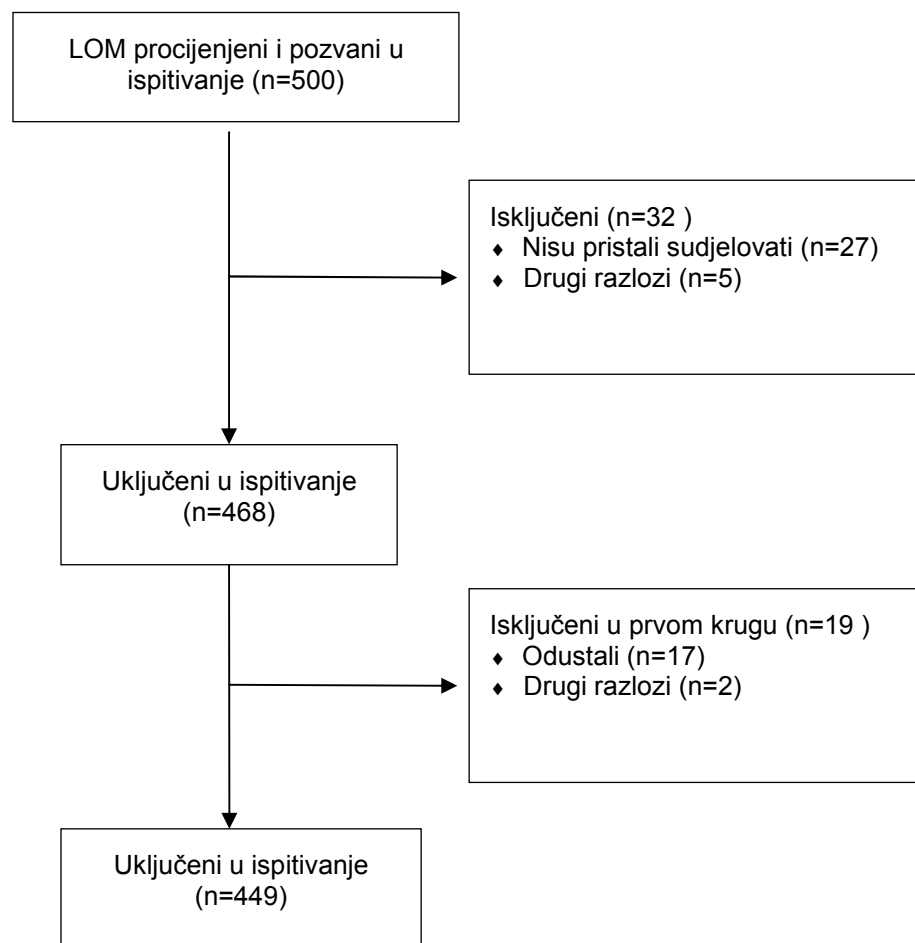 LOM procijenjeni i pozvani u
ispitivanje (n=500)
Isključeni (n=32 )
♦ Nisu pristali sudjelovati (n=27)
♦ Drugi razlozi (n=5)
Uključeni u ispitivanje
(n=468)
Isključeni u prvom krugu (n=19 )
♦ Odustali (n=17)
♦ Drugi razlozi (n=2)
Uključeni u ispitivanje
(n=449)